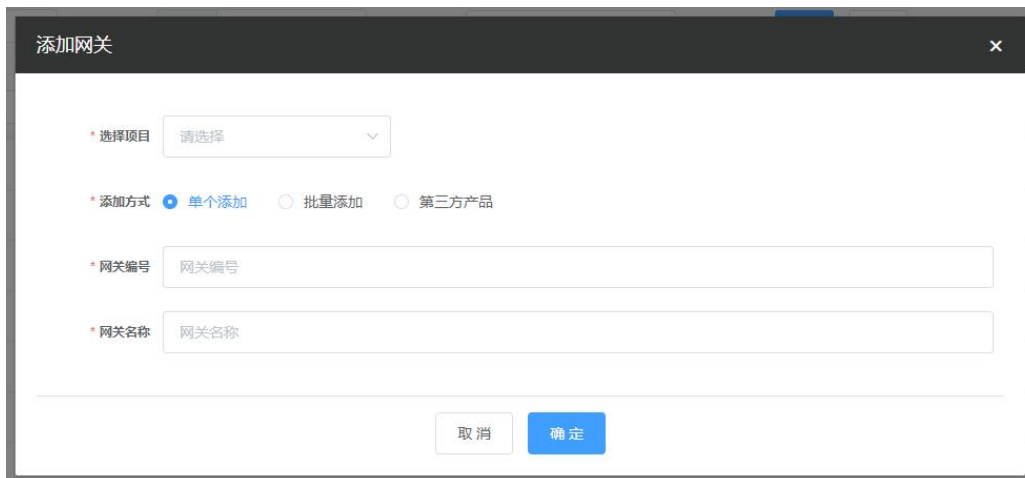 添加网关
* 选择项目 请选择
* 添加方式 单个添加 批量添加 第三方产品
* 网关编号 网关编号
* 网关名称 网关名称
取消 确定